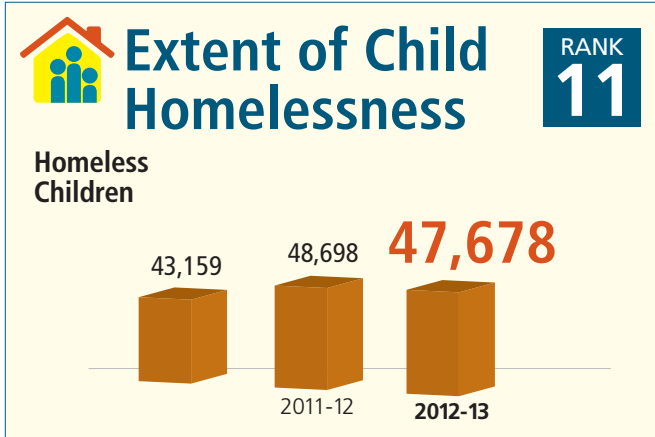 Extent of Child
Homelessness
RANK
11
Homeless
Children
43,159
48,698
47,678
2011-12
2012-13